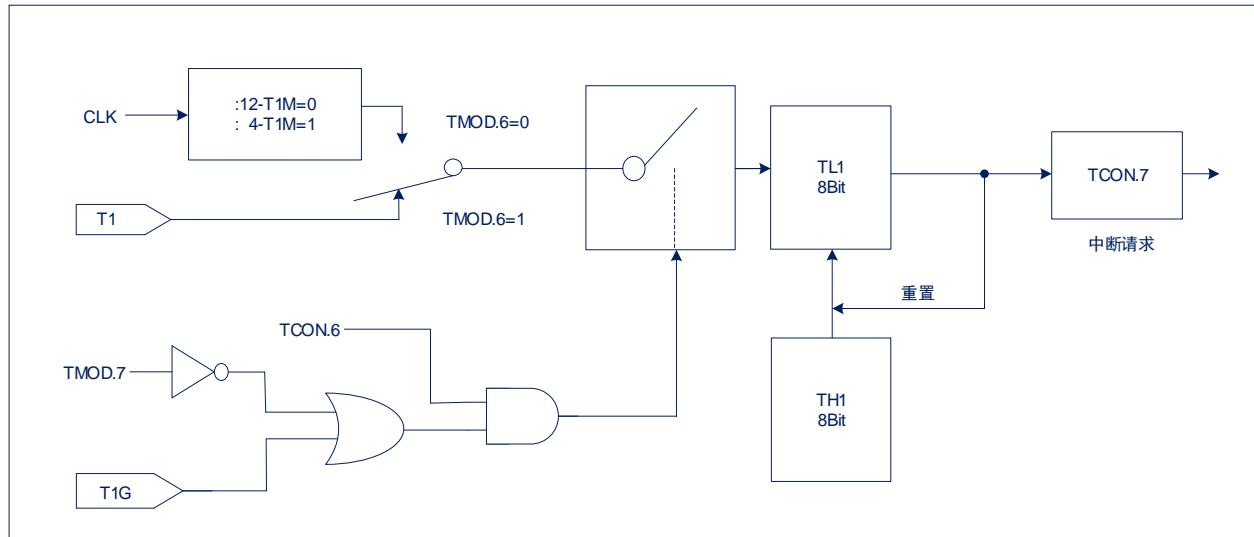 CLK
:12-T1M=0
: 4-T1M=1
TMOD.6=0
T1
TMOD.6=1
TL1
8Bit
TCON.7
中断请求
重置
TCON.6
TMOD.7
TH1
8Bit
T1G